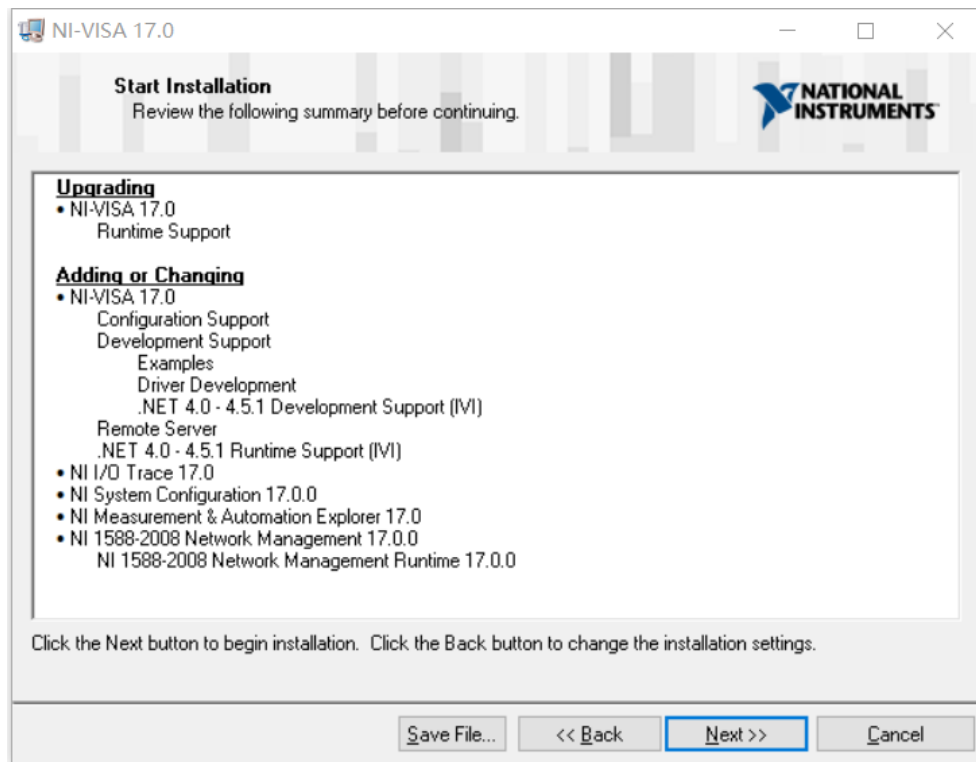 NI-VISA 17.0
Start Installation
Review the following summary before continuing.
NATIONAL
INSTRUMENTS™
Upgrading
• NI-VISA 17.0
Runtime Support
Adding or Changing
• NI-VISA 17.0
Configuration Support
Development Support
Examples
Driver Development
.NET 4.0 - 4.5.1 Development Support (IVI)
Remote Server
.NET 4.0 - 4.5.1 Runtime Support (IVI)
• NI I/O Trace 17.0
• NI System Configuration 17.0.0
• NI Measurement & Automation Explorer 17.0
• NI 1588-2008 Network Management 17.0.0
NI 1588-2008 Network Management Runtime 17.0.0
Click the Next button to begin installation.  Click the Back button to change the installation settings.
Save File... << Back Next >> Cancel